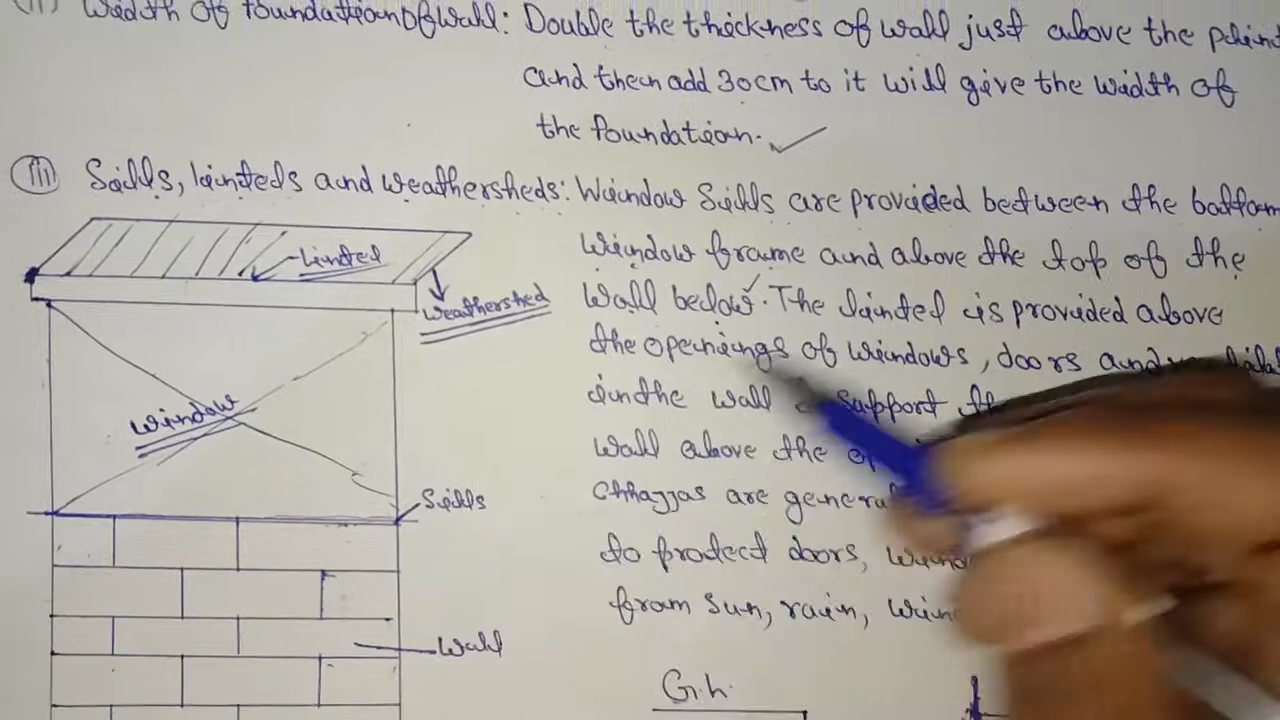 (ii) Width of foundation of wall: Double the thickness of wall just above the
and then add 30cm to it will give the width of
the foundation.
(iii) Sills, lintels and weathersheds: Window Sills are provided between the bottom
Window frame and above the top of the
Wall below. The lintel is provided above
the openings of windows, doors and
in the wall support
Wall above the
Chhajjas are
to protect doors,
from sun, rain,
Lintel
Weathershed
Window
Sills
Wall
G.h.